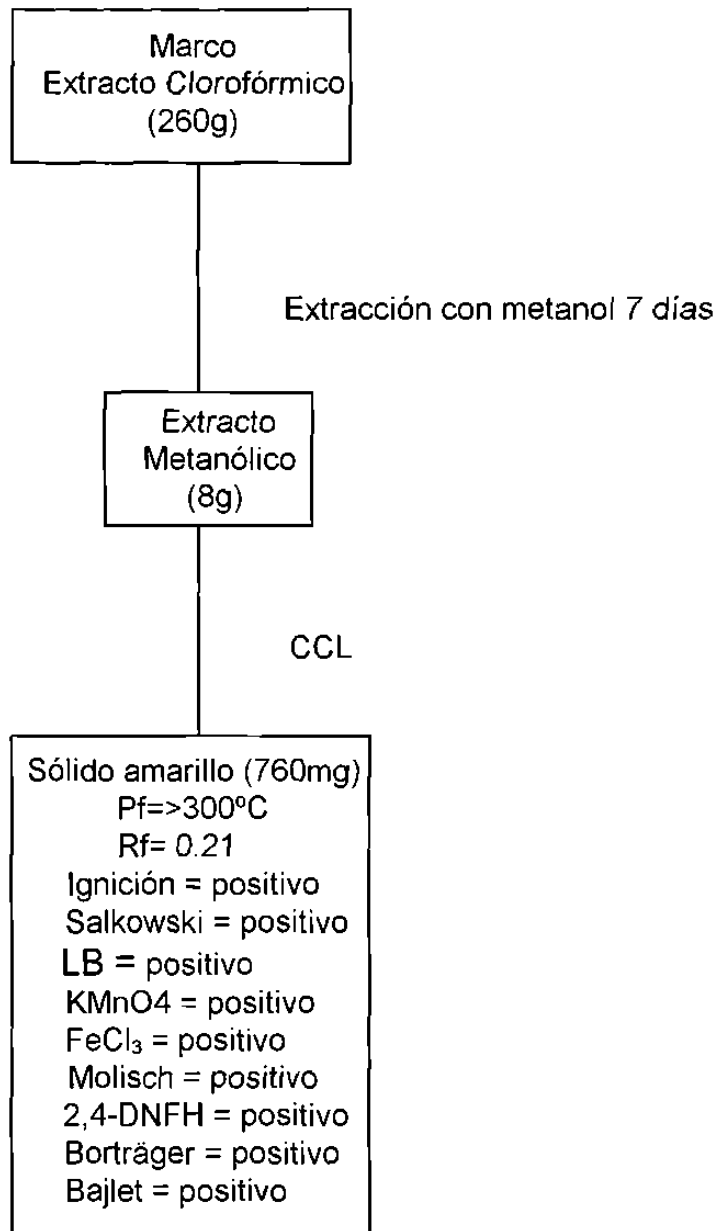 Marco
Extracto Clorofórmico
(260g)
Extracción con metanol 7 días
Extracto
Metanólico
(8g)
CCL
Sólido amarillo (760mg)
Pf=>300ºC
Rf= 0.21
Ignición = positivo
Salkowski = positivo
LB = positivo
KMnO4 = positivo
FeCl₃ = positivo
Molisch = positivo
2,4-DNFH = positivo
Borträger = positivo
Bajlet = positivo